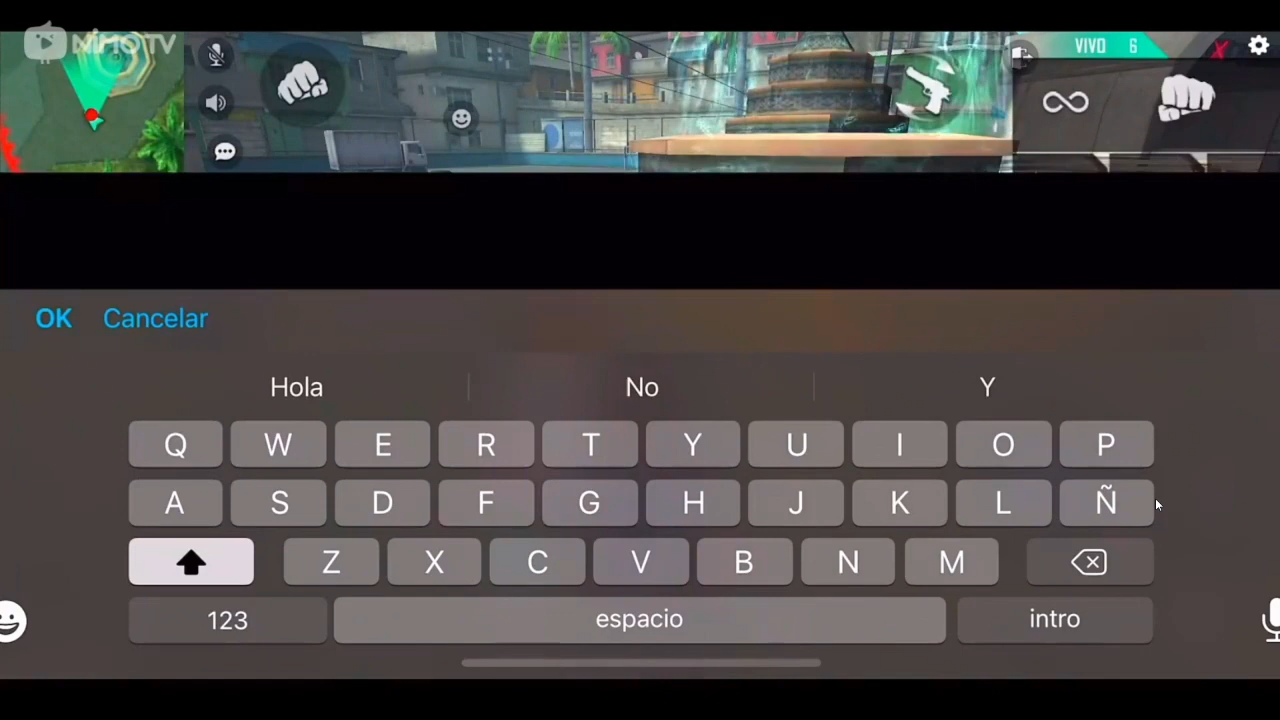 NIMO TV
VIVO 6
OK Cancelar
Hola No Y
Q W E R T Y U I O P
A S D F G H J K L Ñ
Z X C V B N M
123 espacio intro